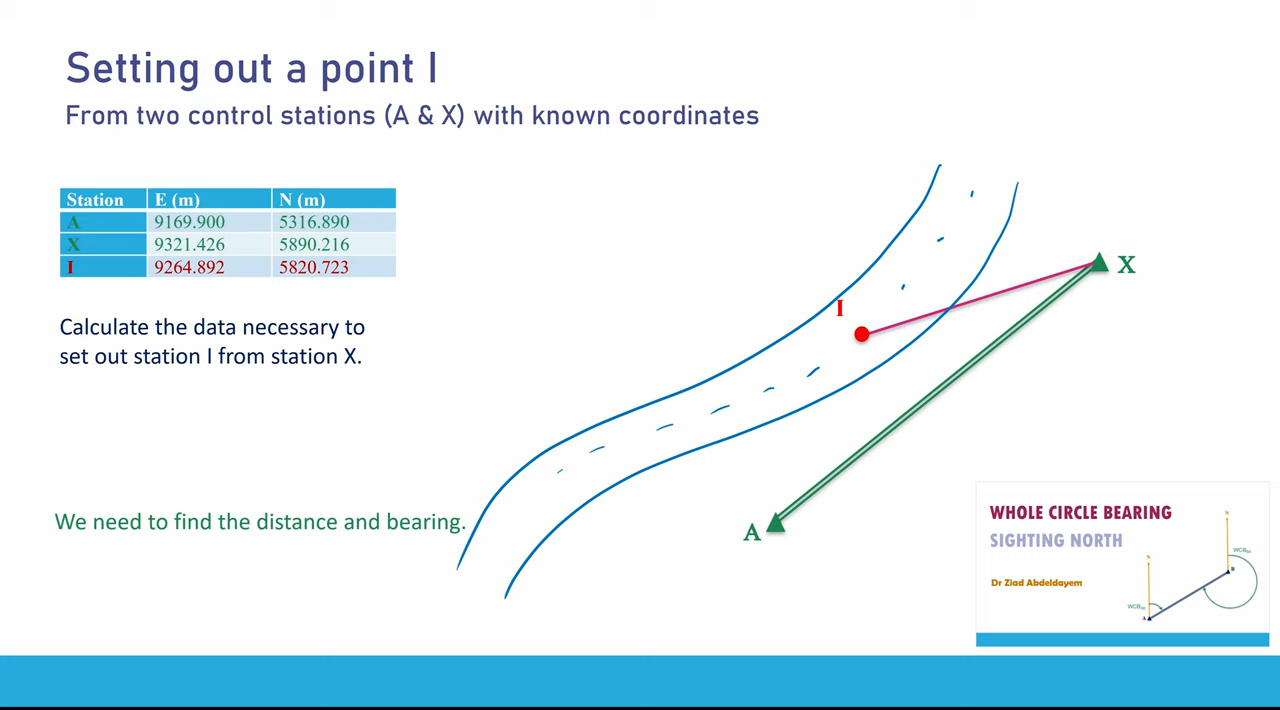 Setting out a point I
From two control stations (A & X) with known coordinates
Station E (m) N (m)
A 9169.900 5316.890
X 9321.426 5890.216
I 9264.892 5820.723
Calculate the data necessary to
set out station I from station X.
We need to find the distance and bearing.
I
X
A
WHOLE CIRCLE BEARING
SIGHTING NORTH
Dr Ziad Abdeldayem
N
N
A
B